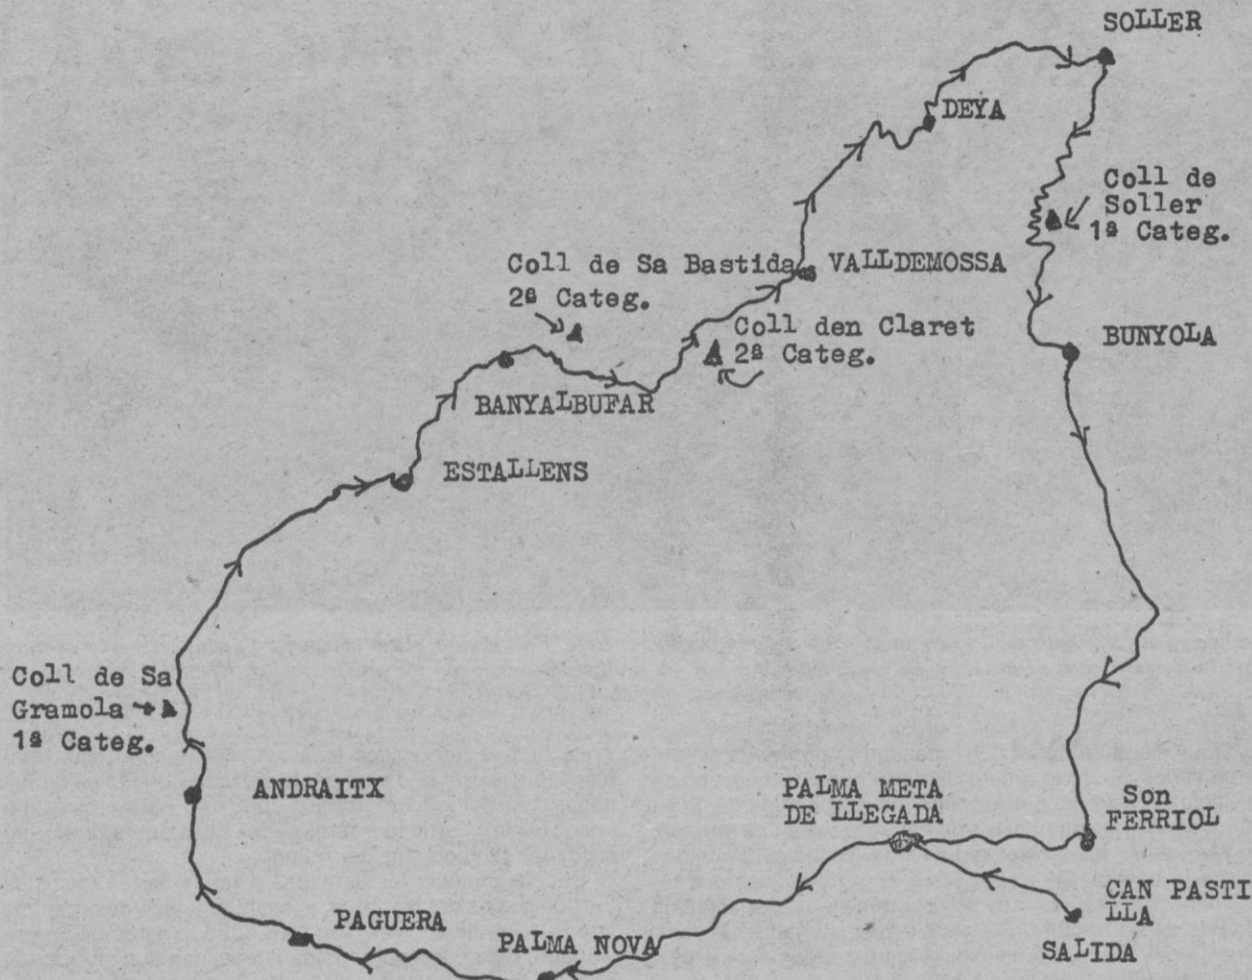 SOLLER
DEYA
Coll de
Soller
1ª Categ.
Coll de Sa Bastida
2ª Categ.
VALLDEMOSSA
Coll den Claret
2ª Categ.
BUNYOLA
BANYALBUFAR
ESTALLENS
Coll de Sa
Gramola
1ª Categ.
ANDRAITX
PALMA META
DE LLEGADA
Son
FERRIOL
CAN PASTI
LLA
SALIDA
PAGUERA
PALMA NOVA